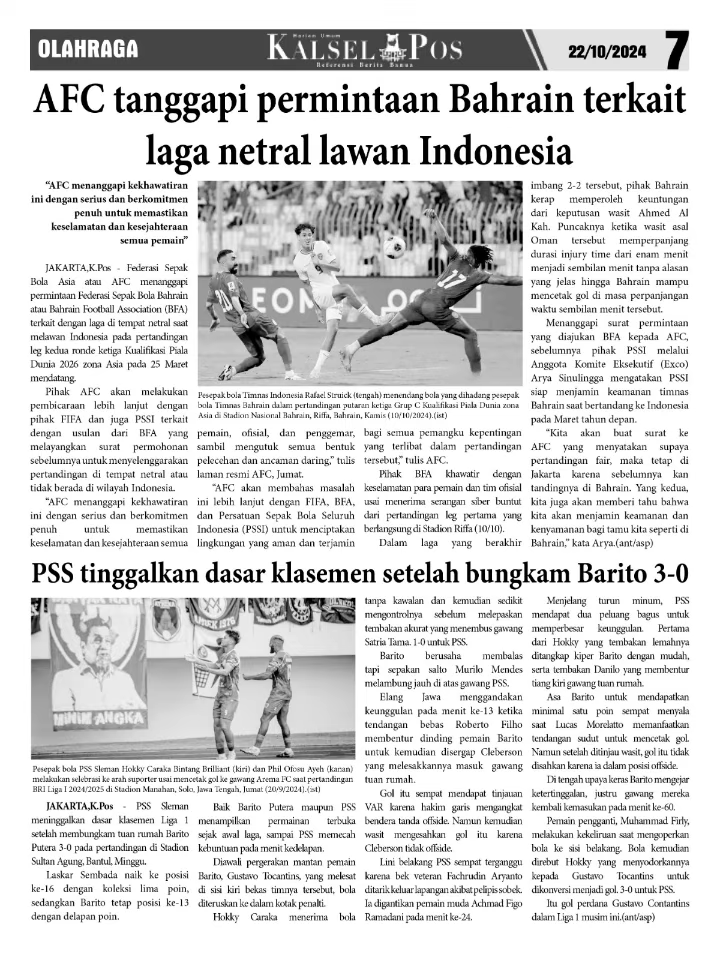 OLAHRAGA
Harian Umum
KALSEL POS
Referensi Berita Banua
22/10/2024
7
AFC tanggapi permintaan Bahrain terkait
laga netral lawan Indonesia
“AFC menanggapi kekhawatiran
ini dengan serius dan berkomitmen
penuh untuk memastikan
keselamatan dan kesejahteraan
semua pemain”
JAKARTA,K.Pos - Federasi Sepak
Bola Asia atau AFC menanggapi
permintaan Federasi Sepak Bola Bahrain
atau Bahrain Football Association (BFA)
terkait dengan laga di tempat netral saat
melawan Indonesia pada pertandingan
leg kedua ronde ketiga Kualifikasi Piala
Dunia 2026 zona Asia pada 25 Maret
mendatang.
Pihak AFC akan melakukan
pembicaraan lebih lanjut dengan
pihak FIFA dan juga PSSI terkait
dengan usulan dari BFA yang
melayangkan surat permohonan
sebelumnya untuk menyelenggarakan
pertandingan di tempat netral atau
tidak berada di wilayah Indonesia.
“AFC menanggapi kekhawatiran
ini dengan serius dan berkomitmen
penuh untuk memastikan
keselamatan dan kesejahteraan semua
Pesepak bola Timnas Indonesia Rafael Struick (tengah) menendang bola yang dihadang pesepak
bola Timnas Bahrain dalam pertandingan putaran ketiga Grup C Kualifikasi Piala Dunia zona
Asia di Stadion Nasional Bahrain, Riffa, Bahrain, Kamis (10/10/2024).(ist)
pemain, ofisial, dan penggemar,
sambil mengutuk semua bentuk
pelecehan dan ancaman daring,” tulis
laman resmi AFC, Jumat.
“AFC akan membahas masalah
ini lebih lanjut dengan FIFA, BFA,
dan Persatuan Sepak Bola Seluruh
Indonesia (PSSI) untuk menciptakan
lingkungan yang aman dan terjamin
bagi semua pemangku kepentingan
yang terlibat dalam pertandingan
tersebut,” tulis AFC.
Pihak BFA khawatir dengan
keselamatan para pemain dan tim ofisial
usai menerima serangan siber buntut
dari pertandingan leg pertama yang
berlangsung di Stadion Riffa (10/10).
Dalam laga yang berakhir
imbang 2-2 tersebut, pihak Bahrain
kerap memperoleh keuntungan
dari keputusan wasit Ahmed Al
Kah. Puncaknya ketika wasit asal
Oman tersebut memperpanjang
durasi injury time dari enam menit
menjadi sembilan menit tanpa alasan
yang jelas hingga Bahrain mampu
mencetak gol di masa perpanjangan
waktu sembilan menit tersebut.
Menanggapi surat permintaan
yang diajukan BFA kepada AFC,
sebelumnya pihak PSSI melalui
Anggota Komite Eksekutif (Exco)
Arya Sinulingga mengatakan PSSI
siap menjamin keamanan timnas
Bahrain saat bertandang ke Indonesia
pada Maret tahun depan.
“Kita akan buat surat ke
AFC yang menyatakan supaya
pertandingan fair, maka tetap di
Jakarta karena sebelumnya kan
tandingnya di Bahrain. Yang kedua,
kita juga akan memberi tahu bahwa
kita akan menjamin keamanan dan
kenyamanan bagi tamu kita seperti di
Bahrain,” kata Arya.(ant/asp)
PSS tinggalkan dasar klasemen setelah bungkam Barito 3-0
MINIM ANGKA
Pesepak bola PSS Sleman Hokky Caraka Bintang Brilliant (kiri) dan Phil Ofosu Ayeh (kanan)
melakukan selebrasi ke arah suporter usai mencetak gol ke gawang Arema FC saat pertandingan
BRI Liga 1 2024/2025 di Stadion Manahan, Solo, Jawa Tengah, Jumat (20/9/2024).(ist)
JAKARTA,K.Pos - PSS Sleman
meninggalkan dasar klasemen Liga 1
setelah membungkam tuan rumah Barito
Putera 3-0 pada pertandingan di Stadion
Sultan Agung, Bantul, Minggu.
Laskar Sembada naik ke posisi
ke-16 dengan koleksi lima poin,
sedangkan Barito tetap posisi ke-13
dengan delapan poin.
Baik Barito Putera maupun PSS
menampilkan permainan terbuka
sejak awal laga, sampai PSS memecah
kebuntuan pada menit kedelapan.
Diawali pergerakan mantan pemain
Barito, Gustavo Tocantins, yang melesat
di sisi kiri bekas timnya tersebut, bola
diteruskan ke dalam kotak penalti.
Hokky Caraka menerima bola
tanpa kawalan dan kemudian sedikit
mengontrolnya sebelum melepaskan
tembakan akurat yang menembus gawang
Satria Tama. 1-0 untuk PSS.
Barito berusaha membalas
tapi sepakan salto Murilo Mendes
melambung jauh di atas gawang PSS.
Elang Jawa menggandakan
keunggulan pada menit ke-13 ketika
tendangan bebas Roberto Filho
membentur dinding pemain Barito
untuk kemudian disergap Cleberson
yang melesakkannya masuk gawang
tuan rumah.
Gol itu sempat mendapat tinjauan
VAR karena hakim garis mengangkat
bendera tanda offside. Namun kemudian
wasit mengesahkan gol itu karena
Cleberson tidak offside.
Lini belakang PSS sempat terganggu
karena bek veteran Fachrudin Aryanto
ditarik keluar lapangan akibat pelipis sobek.
Ia digantikan pemain muda Achmad Figo
Ramadani pada menit ke-24.
Menjelang turun minum, PSS
mendapat dua peluang bagus untuk
memperbesar keunggulan. Pertama
dari Hokky yang tembakan lemahnya
ditangkap kiper Barito dengan mudah,
serta tembakan Danilo yang membentur
tiang kiri gawang tuan rumah.
Asa Barito untuk mendapatkan
minimal satu poin sempat menyala
saat Lucas Morelatto memanfaatkan
tendangan sudut untuk mencetak gol.
Namun setelah ditinjau wasit, gol itu tidak
disahkan karena ia dalam posisi offside.
Di tengah upaya keras Barito mengejar
ketertinggalan, justru gawang mereka
kembali kemasukan pada menit ke-60.
Pemain pengganti, Muhammad Firly,
melakukan kekeliruan saat mengoperkan
bola ke sisi belakang. Bola kemudian
direbut Hokky yang menyodorkannya
kepada Gustavo Tocantins untuk
dikonversi menjadi gol. 3-0 untuk PSS.
Itu gol perdana Gustavo Contantins
dalam Liga 1 musim ini.(ant/asp)